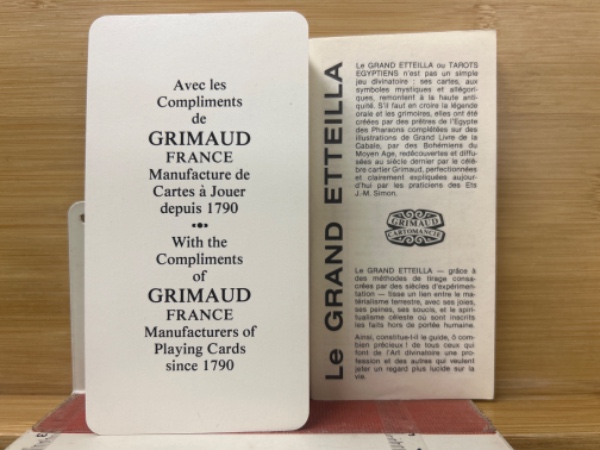 Avec les
Compliments
de
GRIMAUD
FRANCE
Manufacture de
Cartes à Jouer
depuis 1790
With the
Compliments
of
GRIMAUD
FRANCE
Manufacturers of
Playing Cards
since 1790
Le GRAND ETTEILLA
Le GRAND ETTEILLA ou TAROTS
EGYPTIENS n'est pas un simple
jeu divinatoire : ses cartes, aux
symboles mystiques et allégori-
ques, remontent à la haute anti-
quité. S'il faut en croire la légende
orale et les grimoires, elles ont été
créées par des prêtres de l'Egypte
des Pharaons complétées sur des
illustrations de Grand Livre de la
Cabale, par des Bohémiens du
Moyen Age, redécouvertes et diffu-
sées au siècle dernier par le célè-
bre cartier Grimaud, perfectionnées
et clairement expliquées aujour-
d'hui par les praticiens des Ets
J.-M. Simon.
GRIMAUD
CARTOMANCIE
Le GRAND ETTEILLA — grâce à
des méthodes de tirage consa-
crées par des siècles d'expérimen-
tation — tisse un lien entre le ma-
térialisme terrestre, avec ses joies,
ses peines, ses soucis, et le spiri-
tualisme céleste où sont inscrits
les faits hors de portée humaine.
Ainsi, constitue-t-il le guide, ô com-
bien précieux ! de tous ceux qui
font de l'Art divinatoire une pro-
fession et des autres qui veulent
jeter un regard plus lucide sur la
vie.